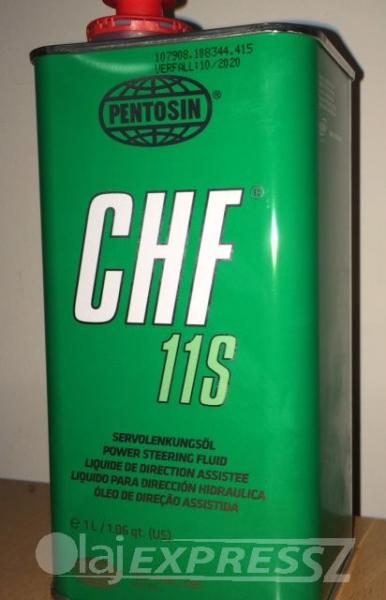 107908.108344.415
VERFALL:10/2020
PENTOSIN®
CHF®
11S
SERVOLENKUNGSÖL
POWER STEERING FLUID
LIQUIDE DE DIRECTION ASSISTEE
LIQUIDO PARA DIRECCIÓN HIDRAULICA
ÓLEO DE DIREÇÃO ASSISTIDA
℮ 1 L / 1.06 qt. (US)
OlajEXPRESSZ